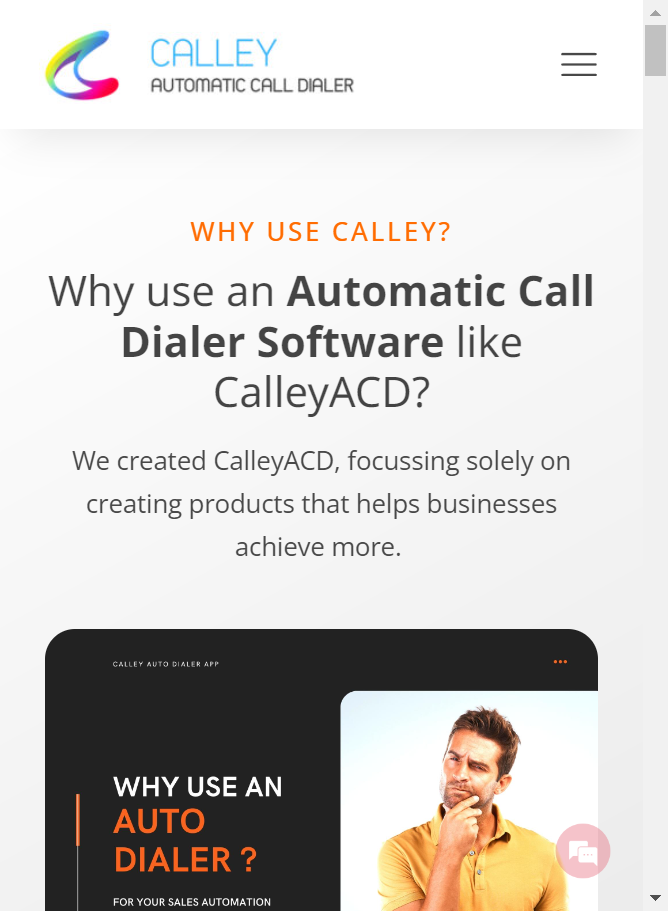 CALLEY
AUTOMATIC CALL DIALER
WHY USE CALLEY?
Why use an Automatic Call
Dialer Software like
CalleyACD?
We created CalleyACD, focussing solely on
creating products that helps businesses
achieve more.
CALLEY AUTO DIALER APP
WHY USE AN
AUTO
DIALER ?
FOR YOUR SALES AUTOMATION